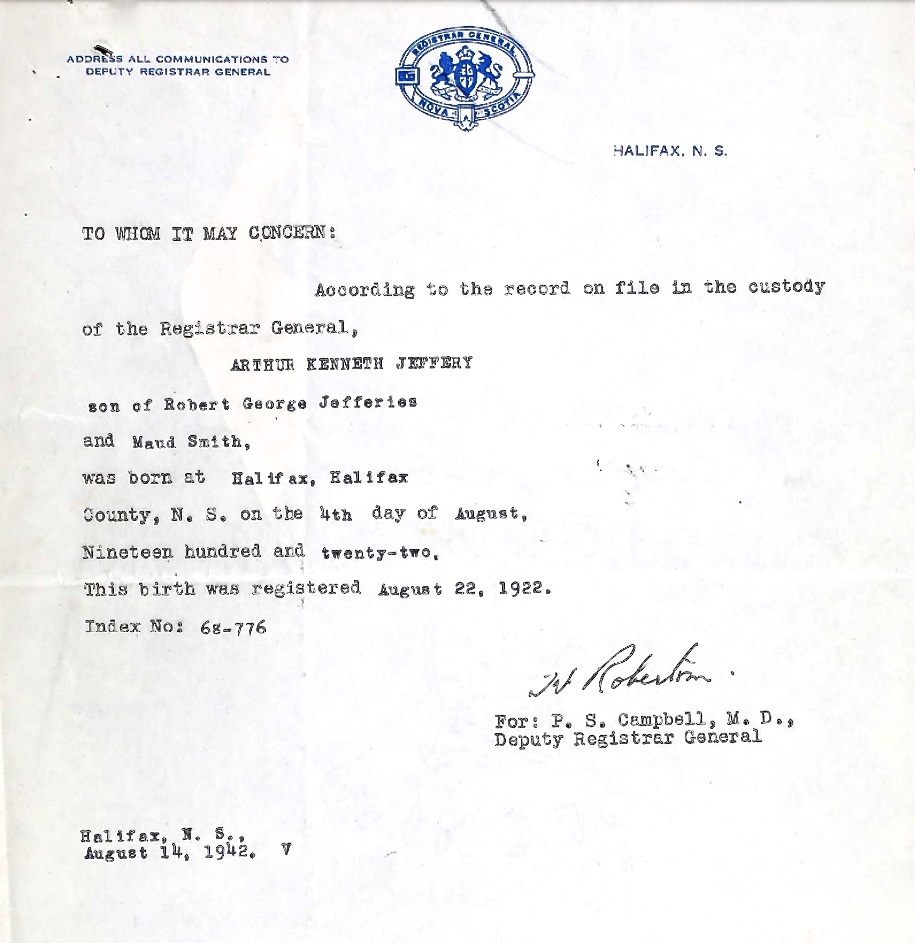 ADDRESS ALL COMMUNICATIONS TO
DEPUTY REGISTRAR GENERAL
REGISTRAR GENERAL
NOVA SCOTIA
HALIFAX, N. S.
TO WHOM IT MAY CONCERN:
According to the record on file in the custody
of the Registrar General,
ARTHUR KENNETH JEFFERY
son of Robert George Jefferies
and Maud Smith,
was born at Halifax, Halifax
County, N. S. on the 4th day of August,
Nineteen hundred and twenty-two.
This birth was registered August 22, 1922.
Index No: 68-776
Roberton.
For: P. S. Campbell, M. D.,
Deputy Registrar General
Halifax, N. S.,
August 14, 1942. V